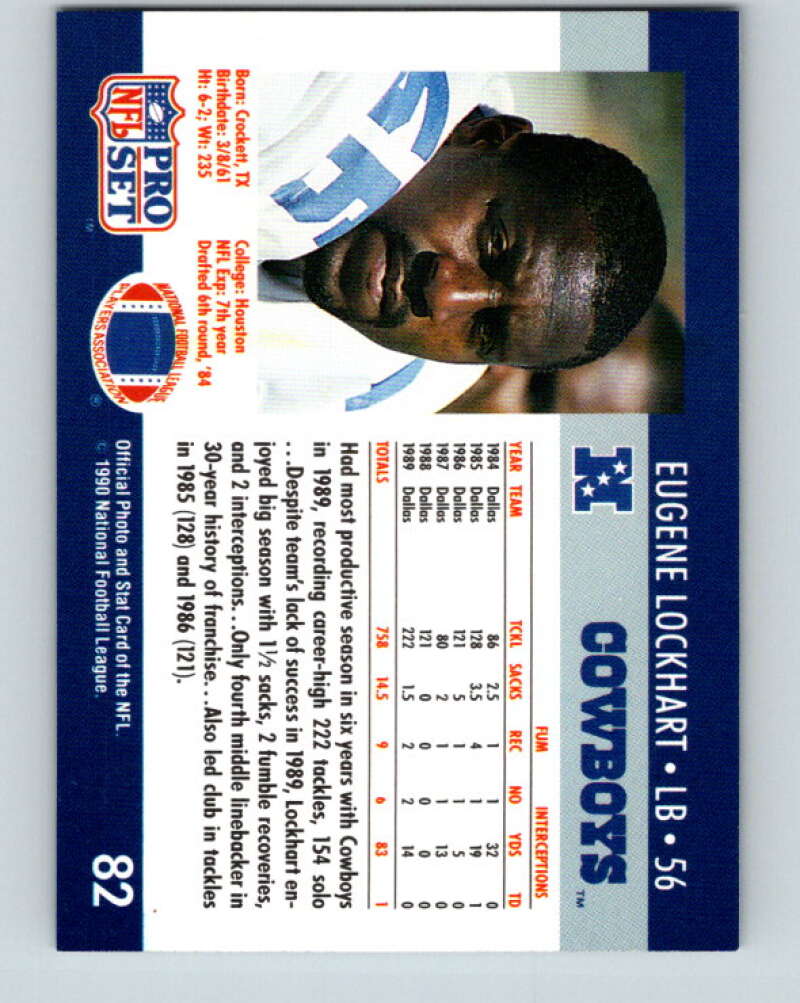 EUGENE LOCKHART • LB • 56
COWBOYS™
Born: Crockett, TX
Birthdate: 3/8/61
Ht: 6-2; Wt: 235
College: Houston
NFL Exp: 7th year
Drafted 6th round, '84
FUM INTERCEPTIONS
YEAR TEAM TCKL SACKS REC NO YDS TD
1984 Dallas 86 2.5 1 1 32 0
1985 Dallas 128 3.5 4 1 19 1
1986 Dallas 121 5 1 1 5 0
1987 Dallas 80 2 1 1 13 0
1988 Dallas 121 0 0 0 0 0
1989 Dallas 222 1.5 2 2 14 0
TOTALS 758 14.5 9 6 83 1
Had most productive season in six years with Cowboys
in 1989, recording career-high 222 tackles, 154 solo
. . .Despite team's lack of success in 1989, Lockhart en-
joyed big season with 1½ sacks, 2 fumble recoveries,
and 2 interceptions. . .Only fourth middle linebacker in
30-year history of franchise. . .Also led club in tackles
in 1985 (128) and 1986 (121).
NFL PRO SET ™
NATIONAL FOOTBALL LEAGUE
PLAYERS ASSOCIATION ®
Official Photo and Stat Card of the NFL.
© 1990 National Football League.
82